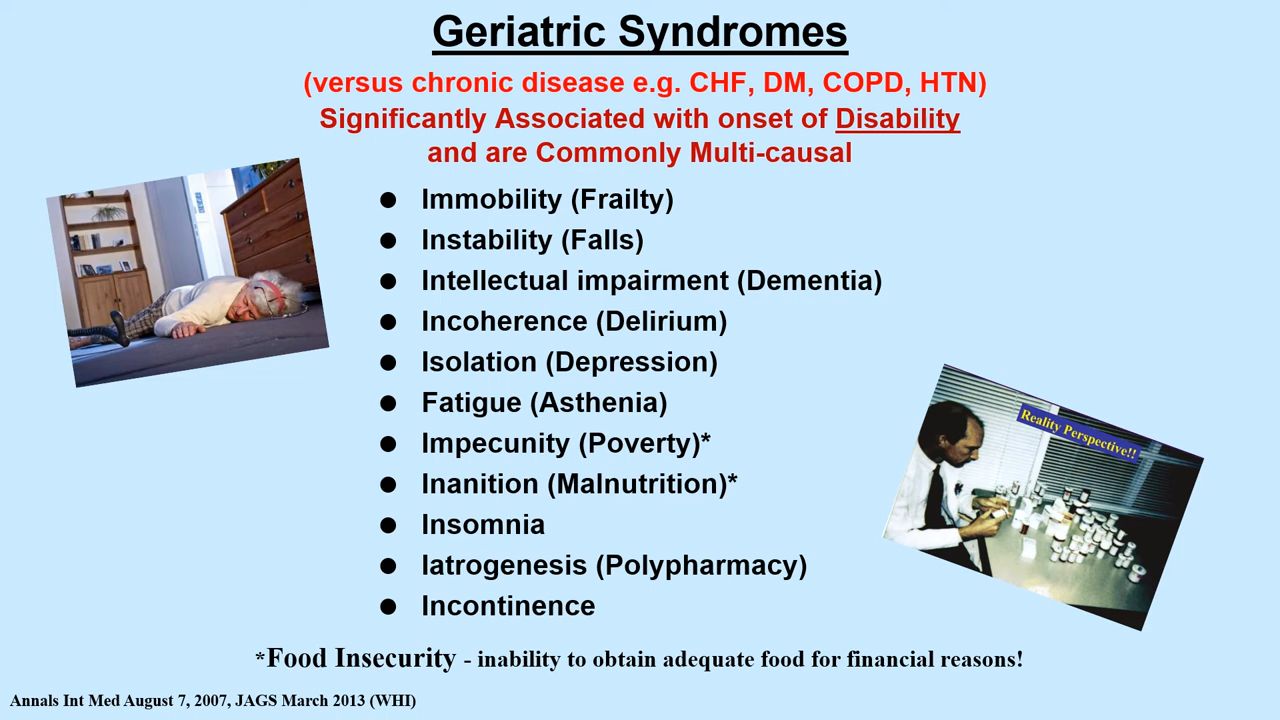 Geriatric Syndromes
(versus chronic disease e.g. CHF, DM, COPD, HTN)
Significantly Associated with onset of Disability
and are Commonly Multi-causal
● Immobility (Frailty)
● Instability (Falls)
● Intellectual impairment (Dementia)
● Incoherence (Delirium)
● Isolation (Depression)
● Fatigue (Asthenia)
● Impecunity (Poverty)*
● Inanition (Malnutrition)*
● Insomnia
● Iatrogenesis (Polypharmacy)
● Incontinence
Reality Perspective!!
*Food Insecurity - inability to obtain adequate food for financial reasons!
Annals Int Med August 7, 2007, JAGS March 2013 (WHI)